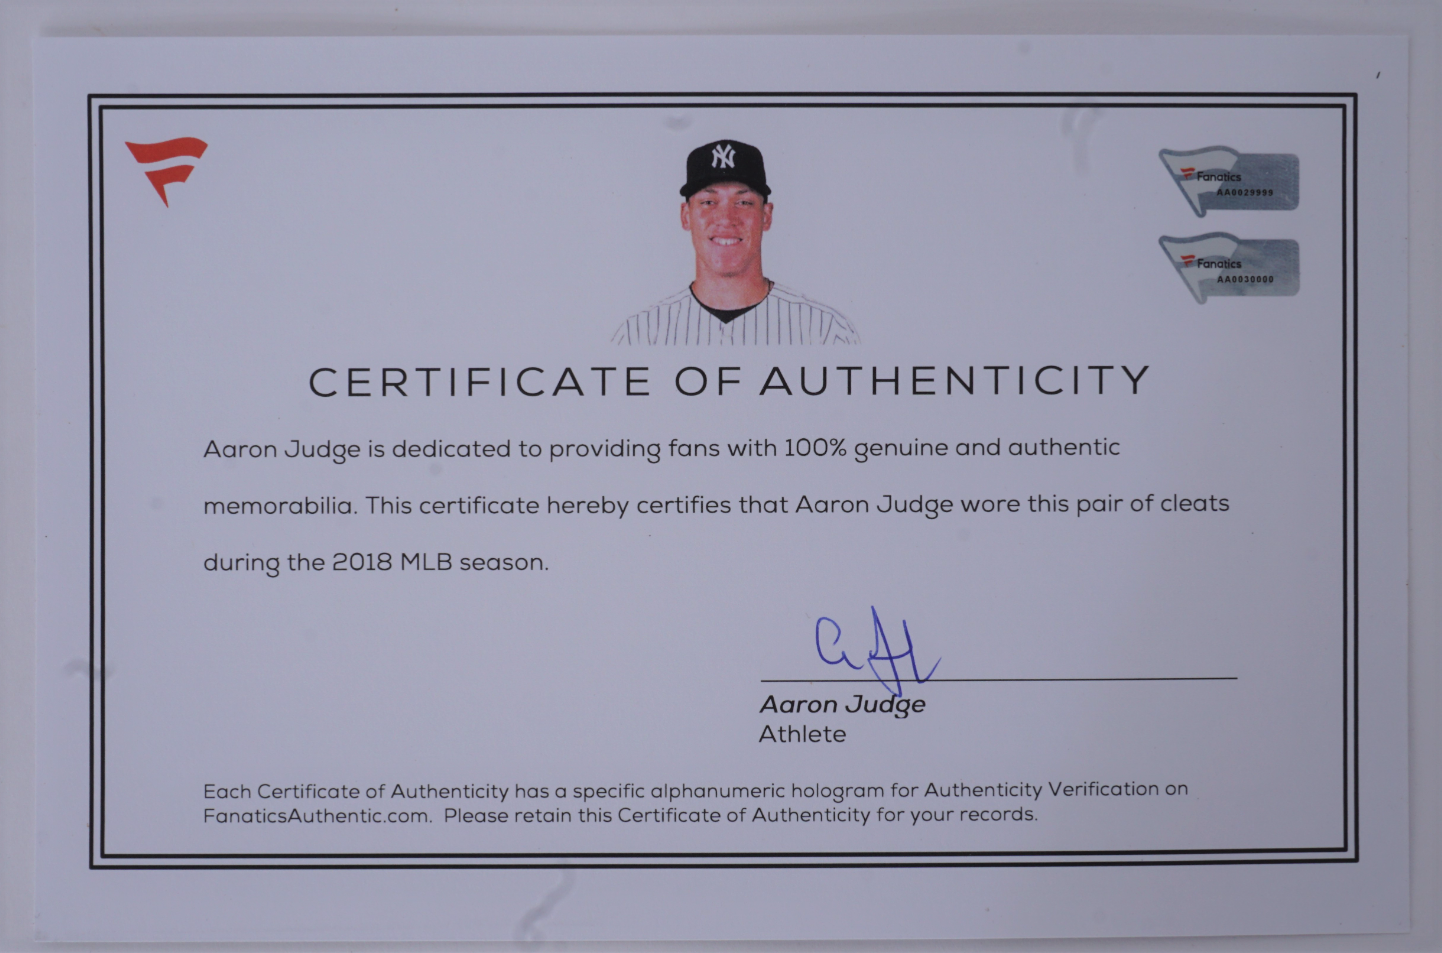 NY
Fanatics
AA0029999
Fanatics
AA0030000
CERTIFICATE OF AUTHENTICITY
Aaron Judge is dedicated to providing fans with 100% genuine and authentic
memorabilia. This certificate hereby certifies that Aaron Judge wore this pair of cleats
during the 2018 MLB season.
Aaron Judge
Athlete
Each Certificate of Authenticity has a specific alphanumeric hologram for Authenticity Verification on
FanaticsAuthentic.com. Please retain this Certificate of Authenticity for your records.